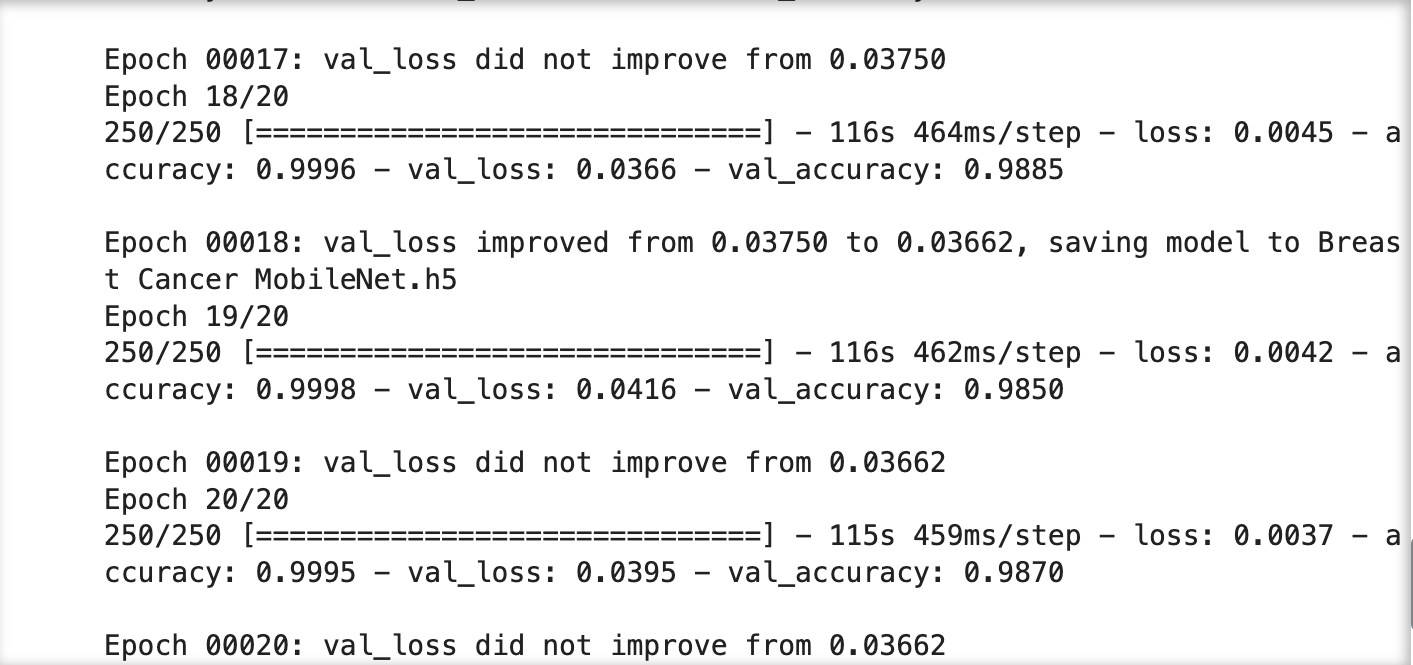 Epoch 00017: val_loss did not improve from 0.03750
Epoch 18/20
250/250 [==============================] - 116s 464ms/step - loss: 0.0045 - a
ccuracy: 0.9996 - val_loss: 0.0366 - val_accuracy: 0.9885
Epoch 00018: val_loss improved from 0.03750 to 0.03662, saving model to Breas
t Cancer MobileNet.h5
Epoch 19/20
250/250 [==============================] - 116s 462ms/step - loss: 0.0042 - a
ccuracy: 0.9998 - val_loss: 0.0416 - val_accuracy: 0.9850
Epoch 00019: val_loss did not improve from 0.03662
Epoch 20/20
250/250 [==============================] - 115s 459ms/step - loss: 0.0037 - a
ccuracy: 0.9995 - val_loss: 0.0395 - val_accuracy: 0.9870
Epoch 00020: val_loss did not improve from 0.03662